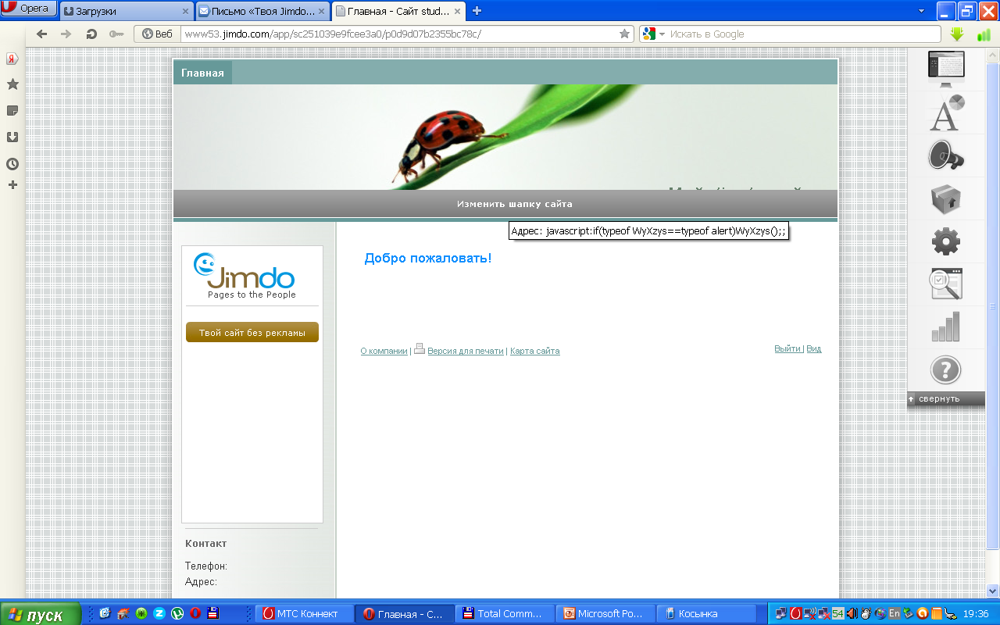 Opera
Загрузки
Письмо «Твоя Jimdo...
Главная - Сайт stud...
Веб
www53.jimdo.com/app/sc251039e9fcee3a0/p0d9c07b2355bc78c/
Искать в Google
Я
Главная
Изменить шапку сайта
Адрес: javascript:if(typeof WyXzys==typeof alert)WyXzys();;
Jimdo
Pages to the People
Добро пожаловать!
Твой сайт без рекламы
О компании | Версия для печати | Карта сайта
Выйти | Вид
A
?
свернуть
Контакт
Телефон:
Адрес:
пуск
МТС Коннект
Главная - С...
Total Comm...
Microsoft Po...
Косынка
54
En
19:36